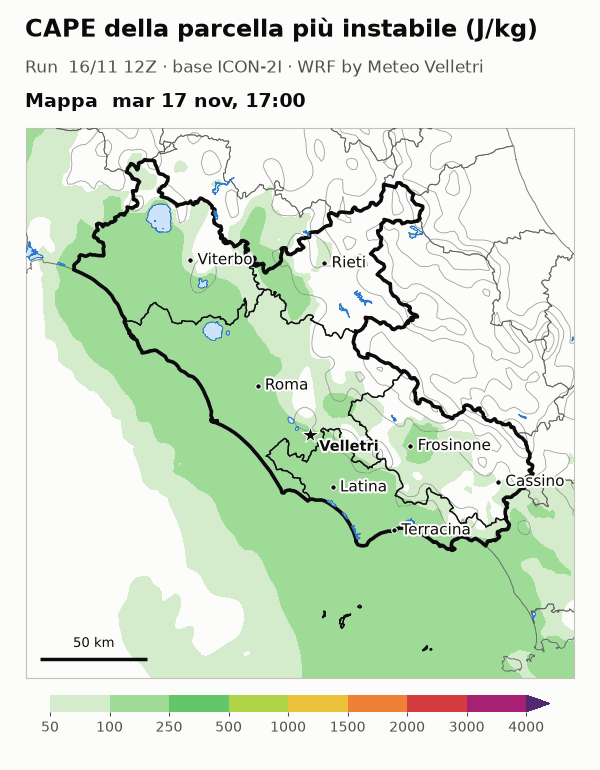 CAPE della parcella più instabile (J/kg)
Run  16/11 12Z · base ICON-2I · WRF by Meteo Velletri
Mappa  mar 17 nov, 17:00
Viterbo
Rieti
Roma
Velletri
Frosinone
Cassino
Latina
Terracina
50 km
50 100 250 500 1000 1500 2000 3000 4000